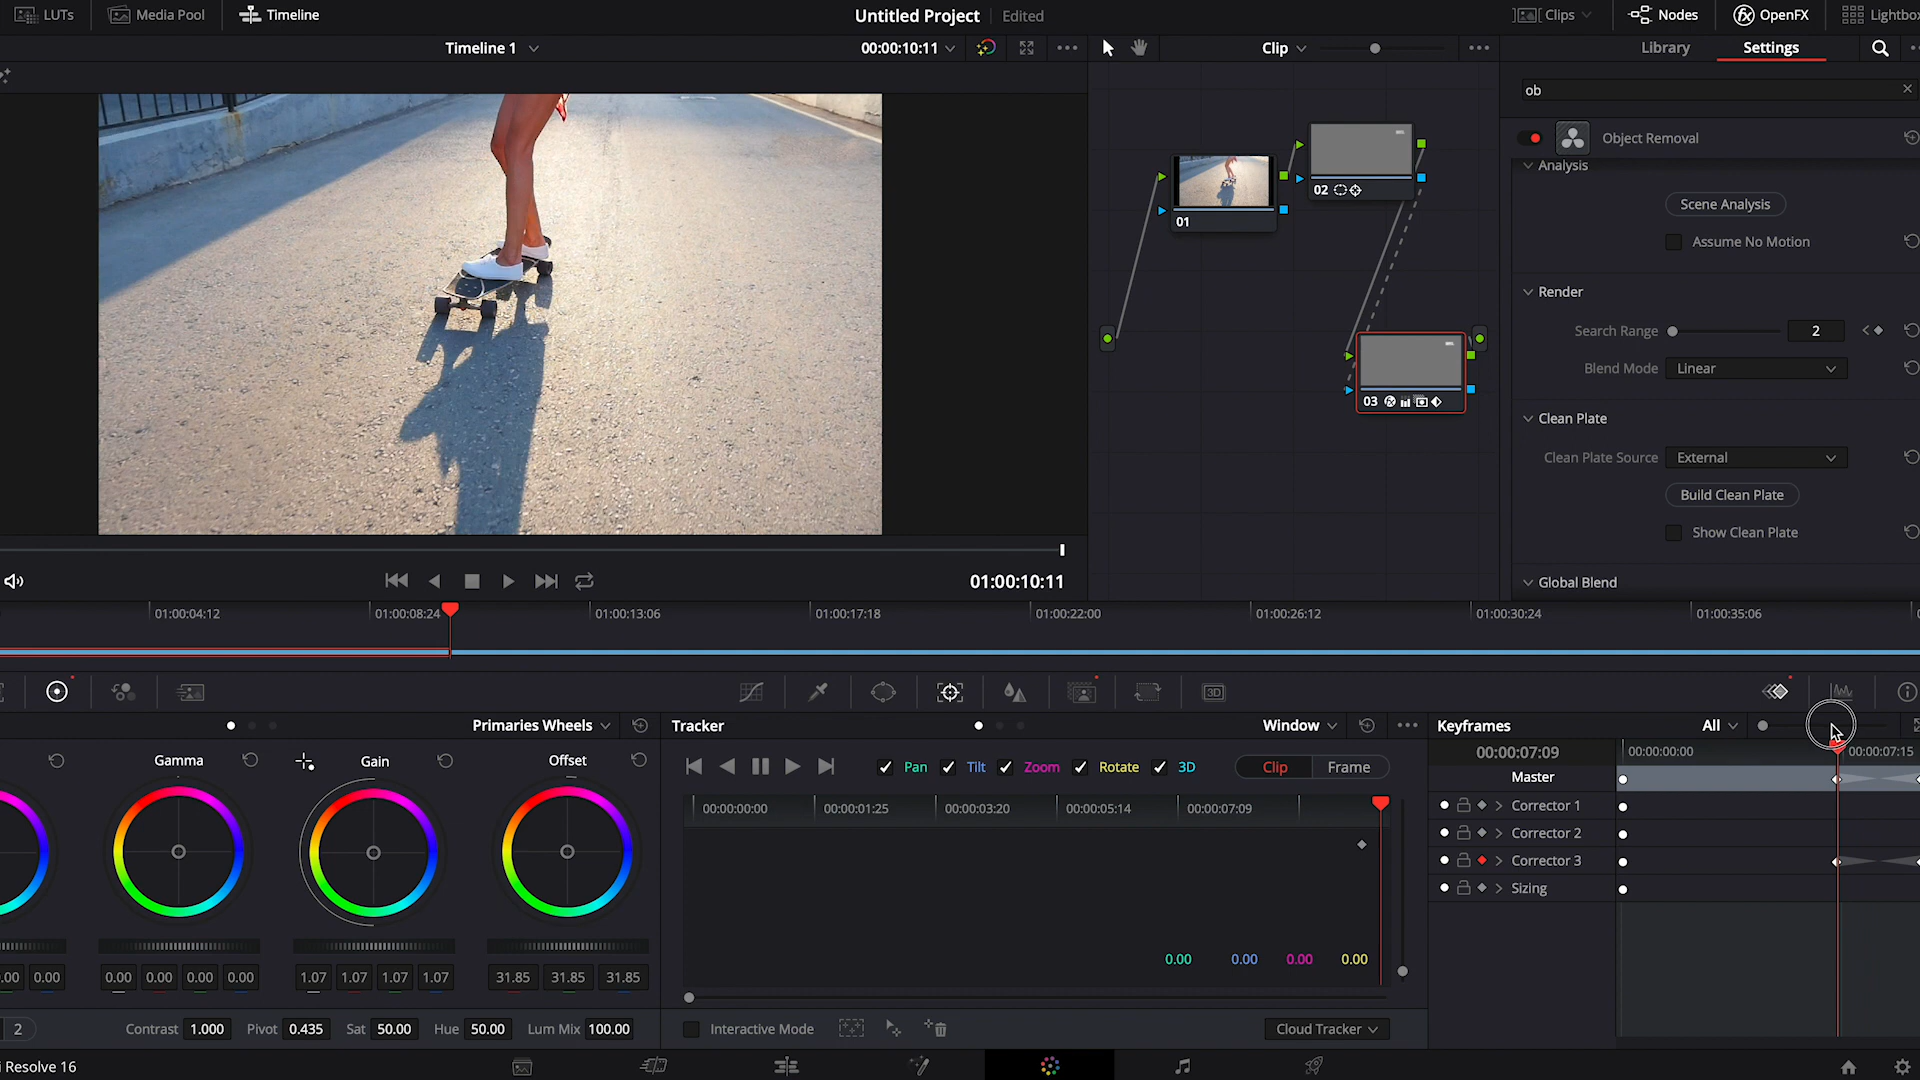 LUTs Media Pool Timeline Untitled Project Edited Clips Nodes OpenFX Lightbox
Timeline 1 00:00:10:11 Clip Library Settings
ob
Object Removal
Analysis
Scene Analysis
Assume No Motion
Render
Search Range 2
Blend Mode Linear
Clean Plate
Clean Plate Source External
Build Clean Plate
Show Clean Plate
Global Blend
01
02
03
01:00:10:11
01:00:04:12 01:00:08:24 01:00:13:06 01:00:17:18 01:00:22:00 01:00:26:12 01:00:30:24 01:00:35:06
3D
Primaries Wheels Tracker Window Keyframes All
Gamma Gain Offset
Pan Tilt Zoom Rotate 3D Clip Frame
00:00:00:00 00:00:01:25 00:00:03:20 00:00:05:14 00:00:07:09
00:00:07:09 00:00:00:00 00:00:07:15
Master
Corrector 1
Corrector 2
Corrector 3
Sizing
0.00 0.00 0.00 0.00
.00 0.00 0.00 0.00 0.00 0.00 1.07 1.07 1.07 1.07 31.85 31.85 31.85
2 Contrast 1.000 Pivot 0.435 Sat 50.00 Hue 50.00 Lum Mix 100.00 Interactive Mode Cloud Tracker
i Resolve 16